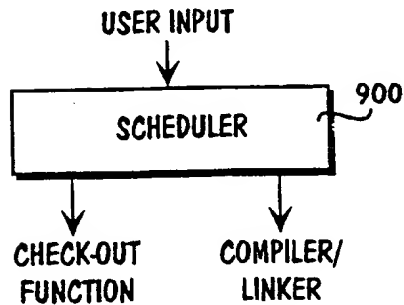 USER INPUT
900
SCHEDULER
CHECK-OUT
FUNCTION
COMPILER/
LINKER